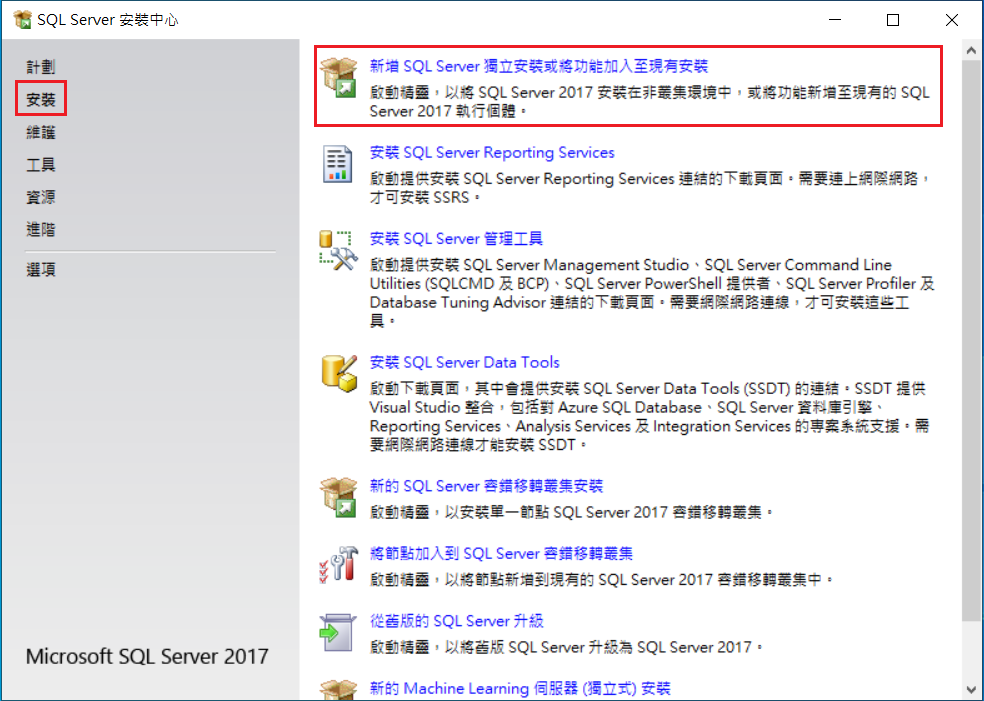 SQL Server 安裝中心
計劃
安裝
維護
工具
資源
進階
選項
Microsoft SQL Server 2017
新增 SQL Server 獨立安裝或將功能加入至現有安裝
啟動精靈，以將 SQL Server 2017 安裝在非叢集環境中，或將功能新增至現有的 SQL
Server 2017 執行個體。
安裝 SQL Server Reporting Services
啟動提供安裝 SQL Server Reporting Services 連結的下載頁面。需要連上網際網路，
才可安裝 SSRS。
安裝 SQL Server 管理工具
啟動提供安裝 SQL Server Management Studio、SQL Server Command Line
Utilities (SQLCMD 及 BCP)、SQL Server PowerShell 提供者、SQL Server Profiler 及
Database Tuning Advisor 連結的下載頁面。需要網際網路連線，才可安裝這些工
具。
安裝 SQL Server Data Tools
啟動下載頁面，其中會提供安裝 SQL Server Data Tools (SSDT) 的連結。SSDT 提供
Visual Studio 整合，包括對 Azure SQL Database、SQL Server 資料庫引擎、
Reporting Services、Analysis Services 及 Integration Services 的專案系統支援。需
要網際網路連線才能安裝 SSDT。
新的 SQL Server 容錯移轉叢集安裝
啟動精靈，以安裝單一節點 SQL Server 2017 容錯移轉叢集。
將節點加入到 SQL Server 容錯移轉叢集
啟動精靈，以將節點新增到現有的 SQL Server 2017 容錯移轉叢集中。
從舊版的 SQL Server 升級
啟動精靈，以將舊版 SQL Server 升級為 SQL Server 2017。
新的 Machine Learning 伺服器 (獨立式) 安裝